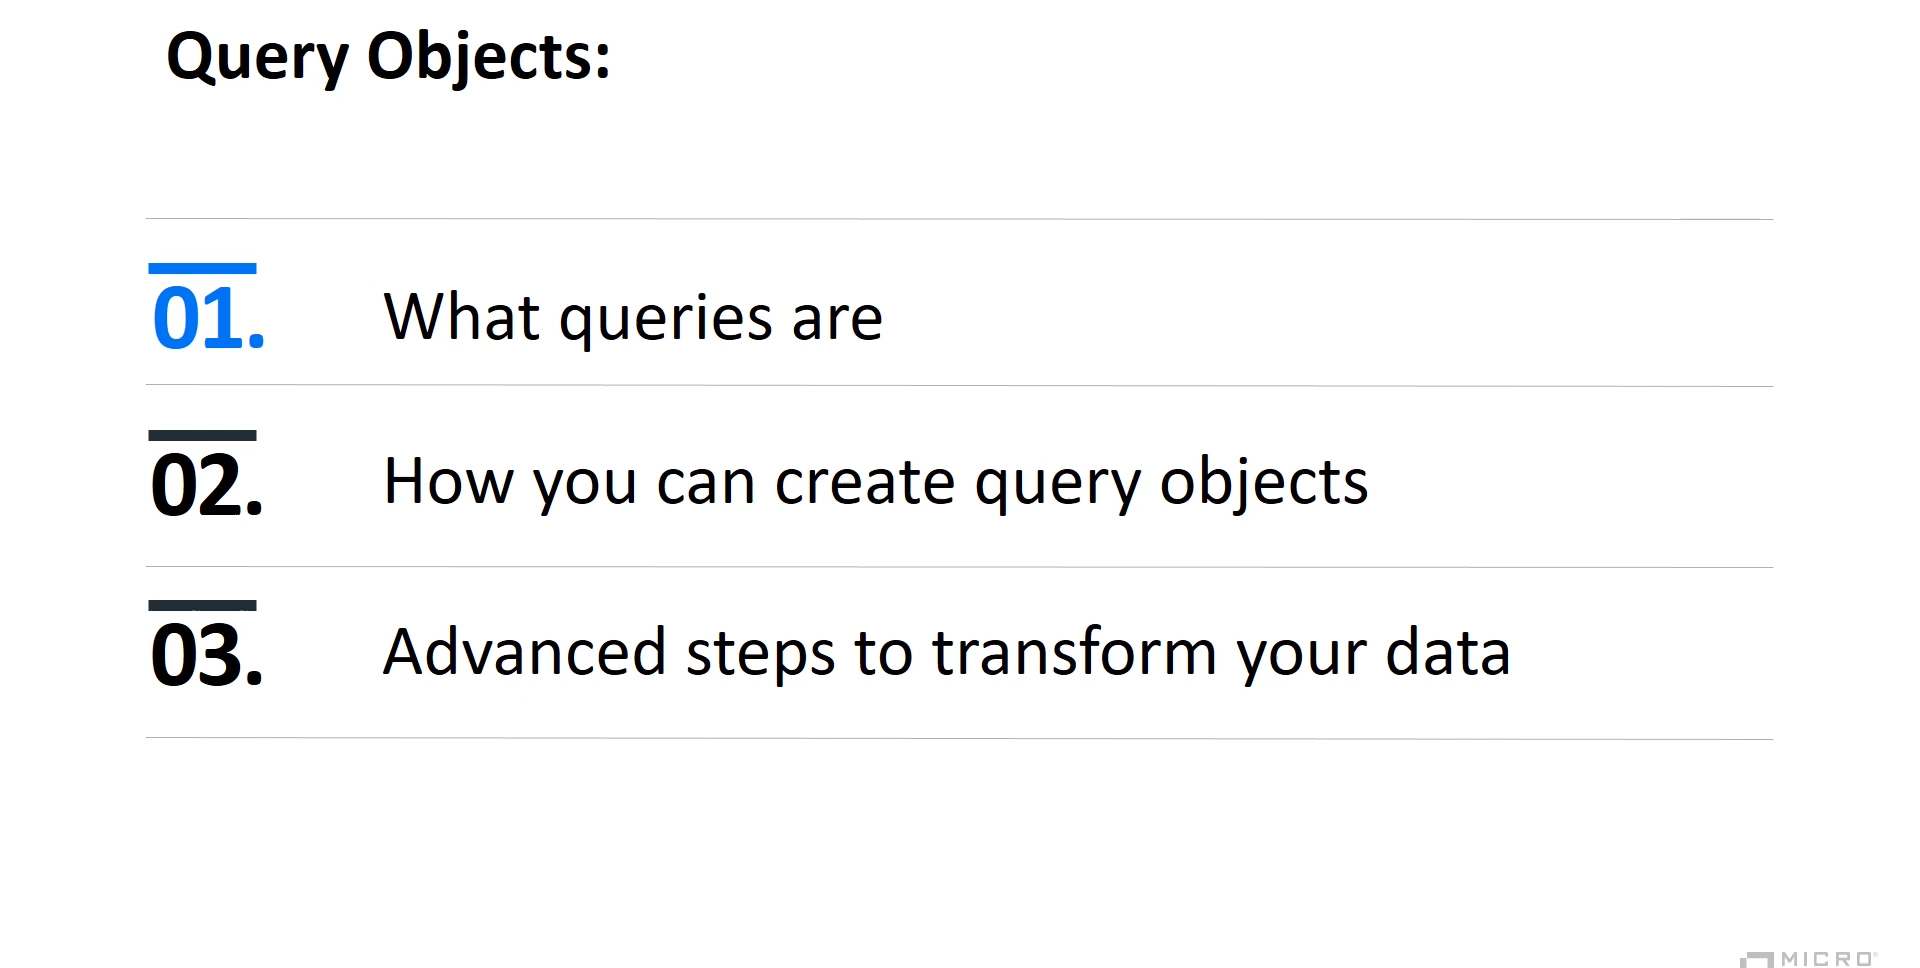 Query Objects:
01. What queries are
02. How you can create query objects
03. Advanced steps to transform your data
MICRO